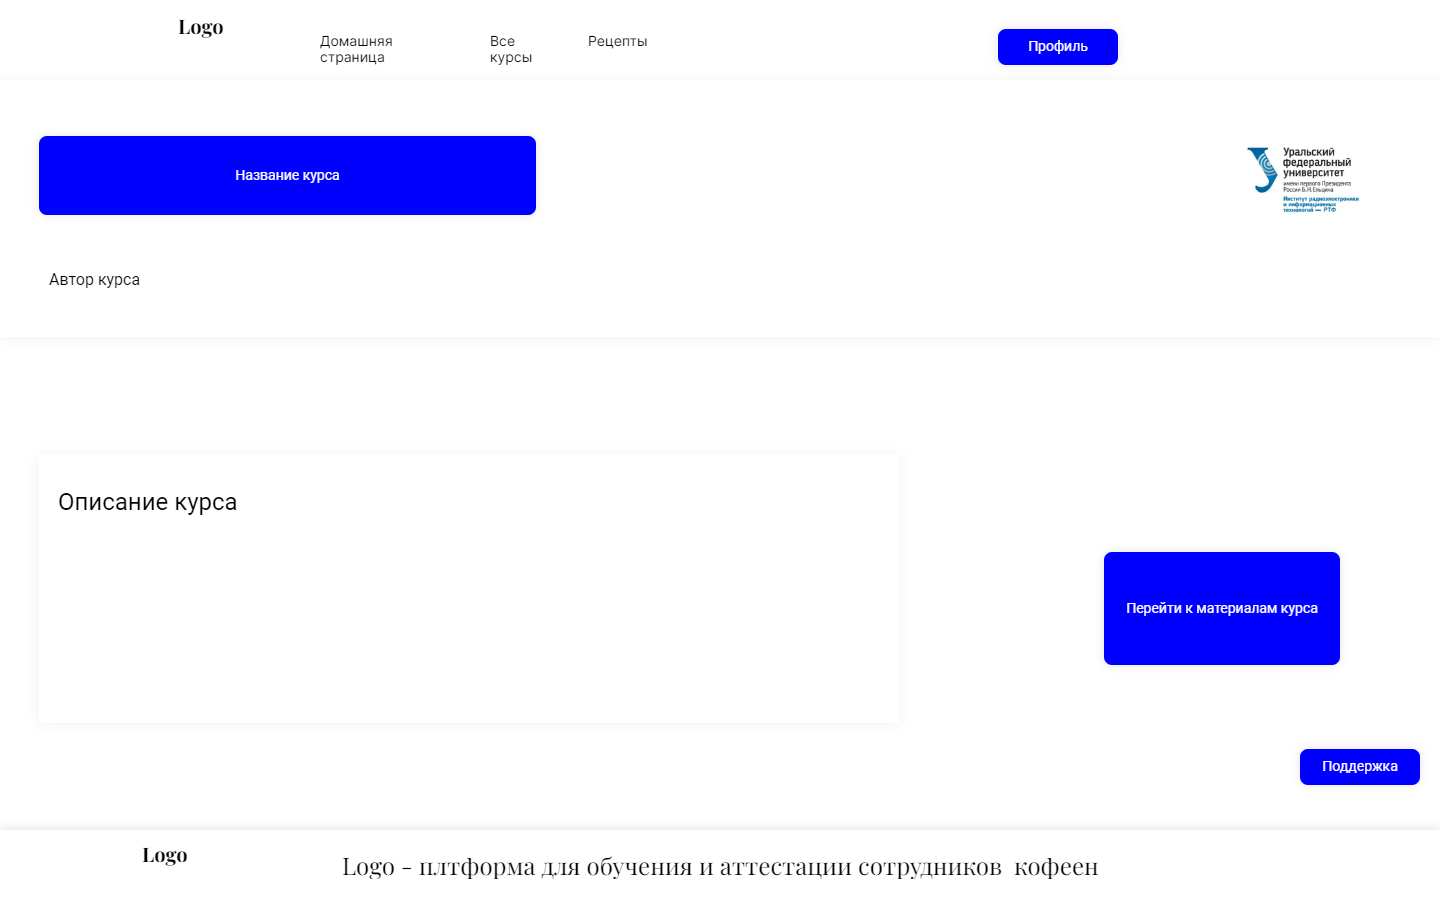 Logo
Домашняя
страница
Все
курсы
Рецепты
Профиль
Название курса
Уральский
федеральный
университет
имени первого Президента
России Б.Н.Ельцина
Институт радиоэлектроники
и информационных
технологий — РТФ
Автор курса
Описание курса
Перейти к материалам курса
Поддержка
Logo
Logo - плтформа для обучения и аттестации сотрудников кофеен